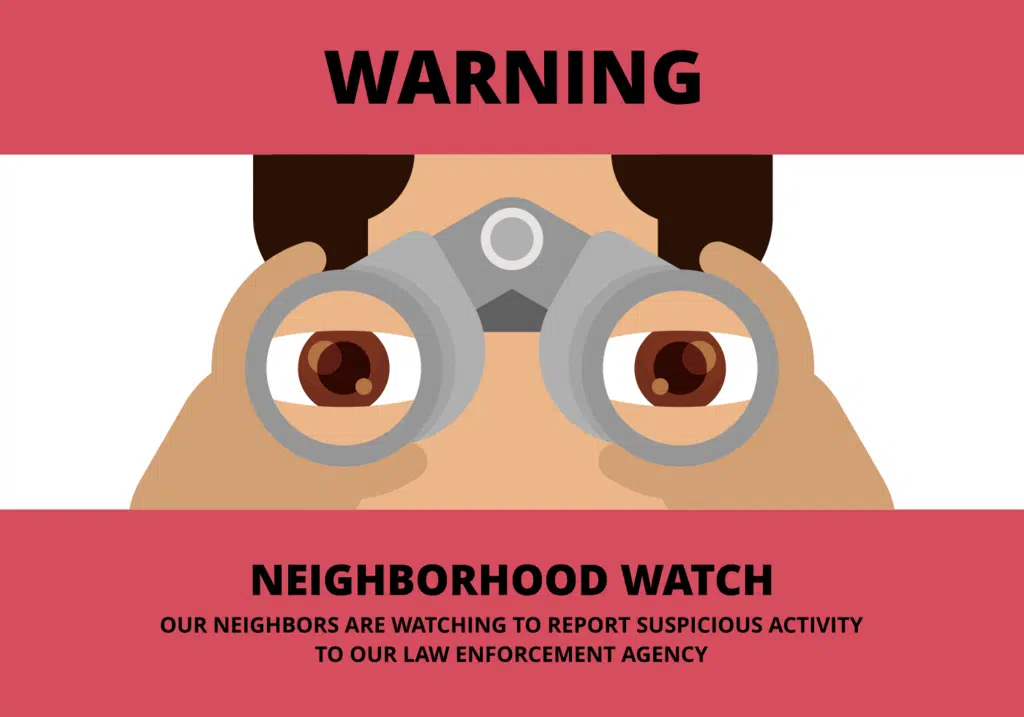 WARNING
NEIGHBORHOOD WATCH
OUR NEIGHBORS ARE WATCHING TO REPORT SUSPICIOUS ACTIVITY
TO OUR LAW ENFORCEMENT AGENCY